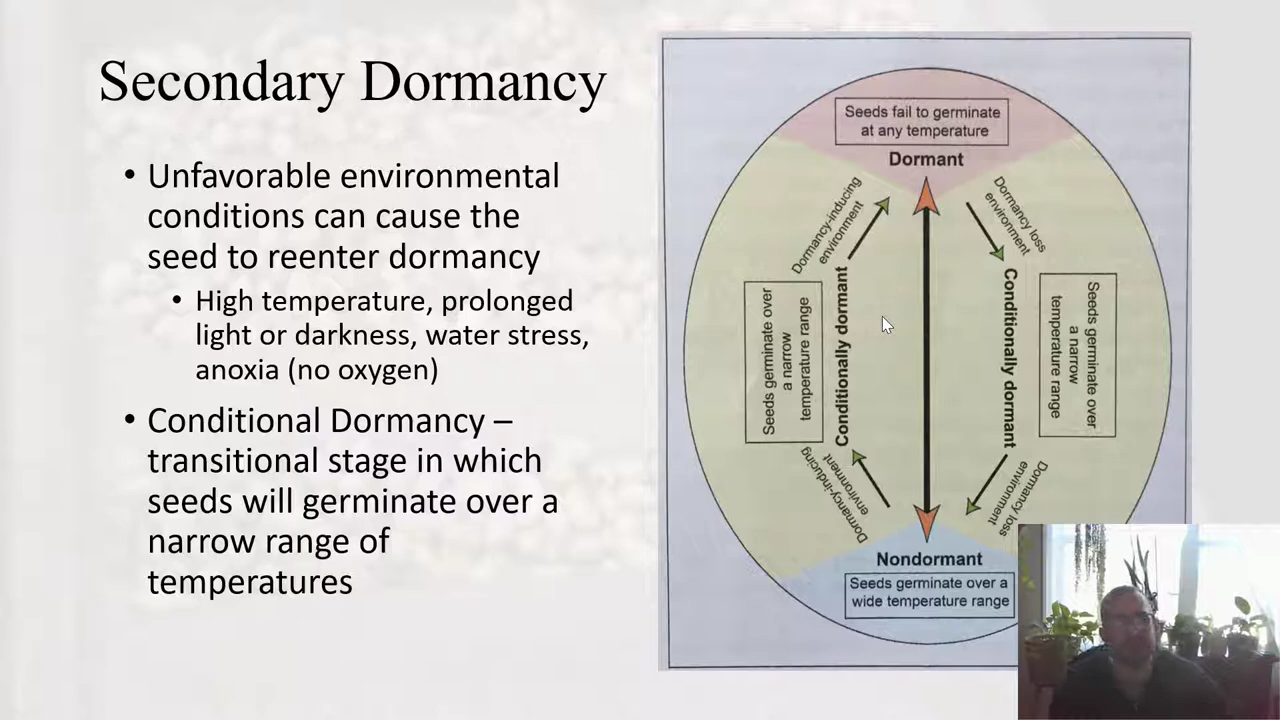 Secondary Dormancy
• Unfavorable environmental
conditions can cause the
seed to reenter dormancy
• High temperature, prolonged
light or darkness, water stress,
anoxia (no oxygen)
• Conditional Dormancy –
transitional stage in which
seeds will germinate over a
narrow range of
temperatures
Seeds fail to germinate
at any temperature
Dormant
Dormancy-inducing
environment
Dormancy loss
environment
Seeds germinate over
a narrow
temperature range
Conditionally dormant
Conditionally dormant
Seeds germinate over
a narrow
temperature range
Dormancy-inducing
environment
Dormancy loss
environment
Nondormant
Seeds germinate over a
wide temperature range